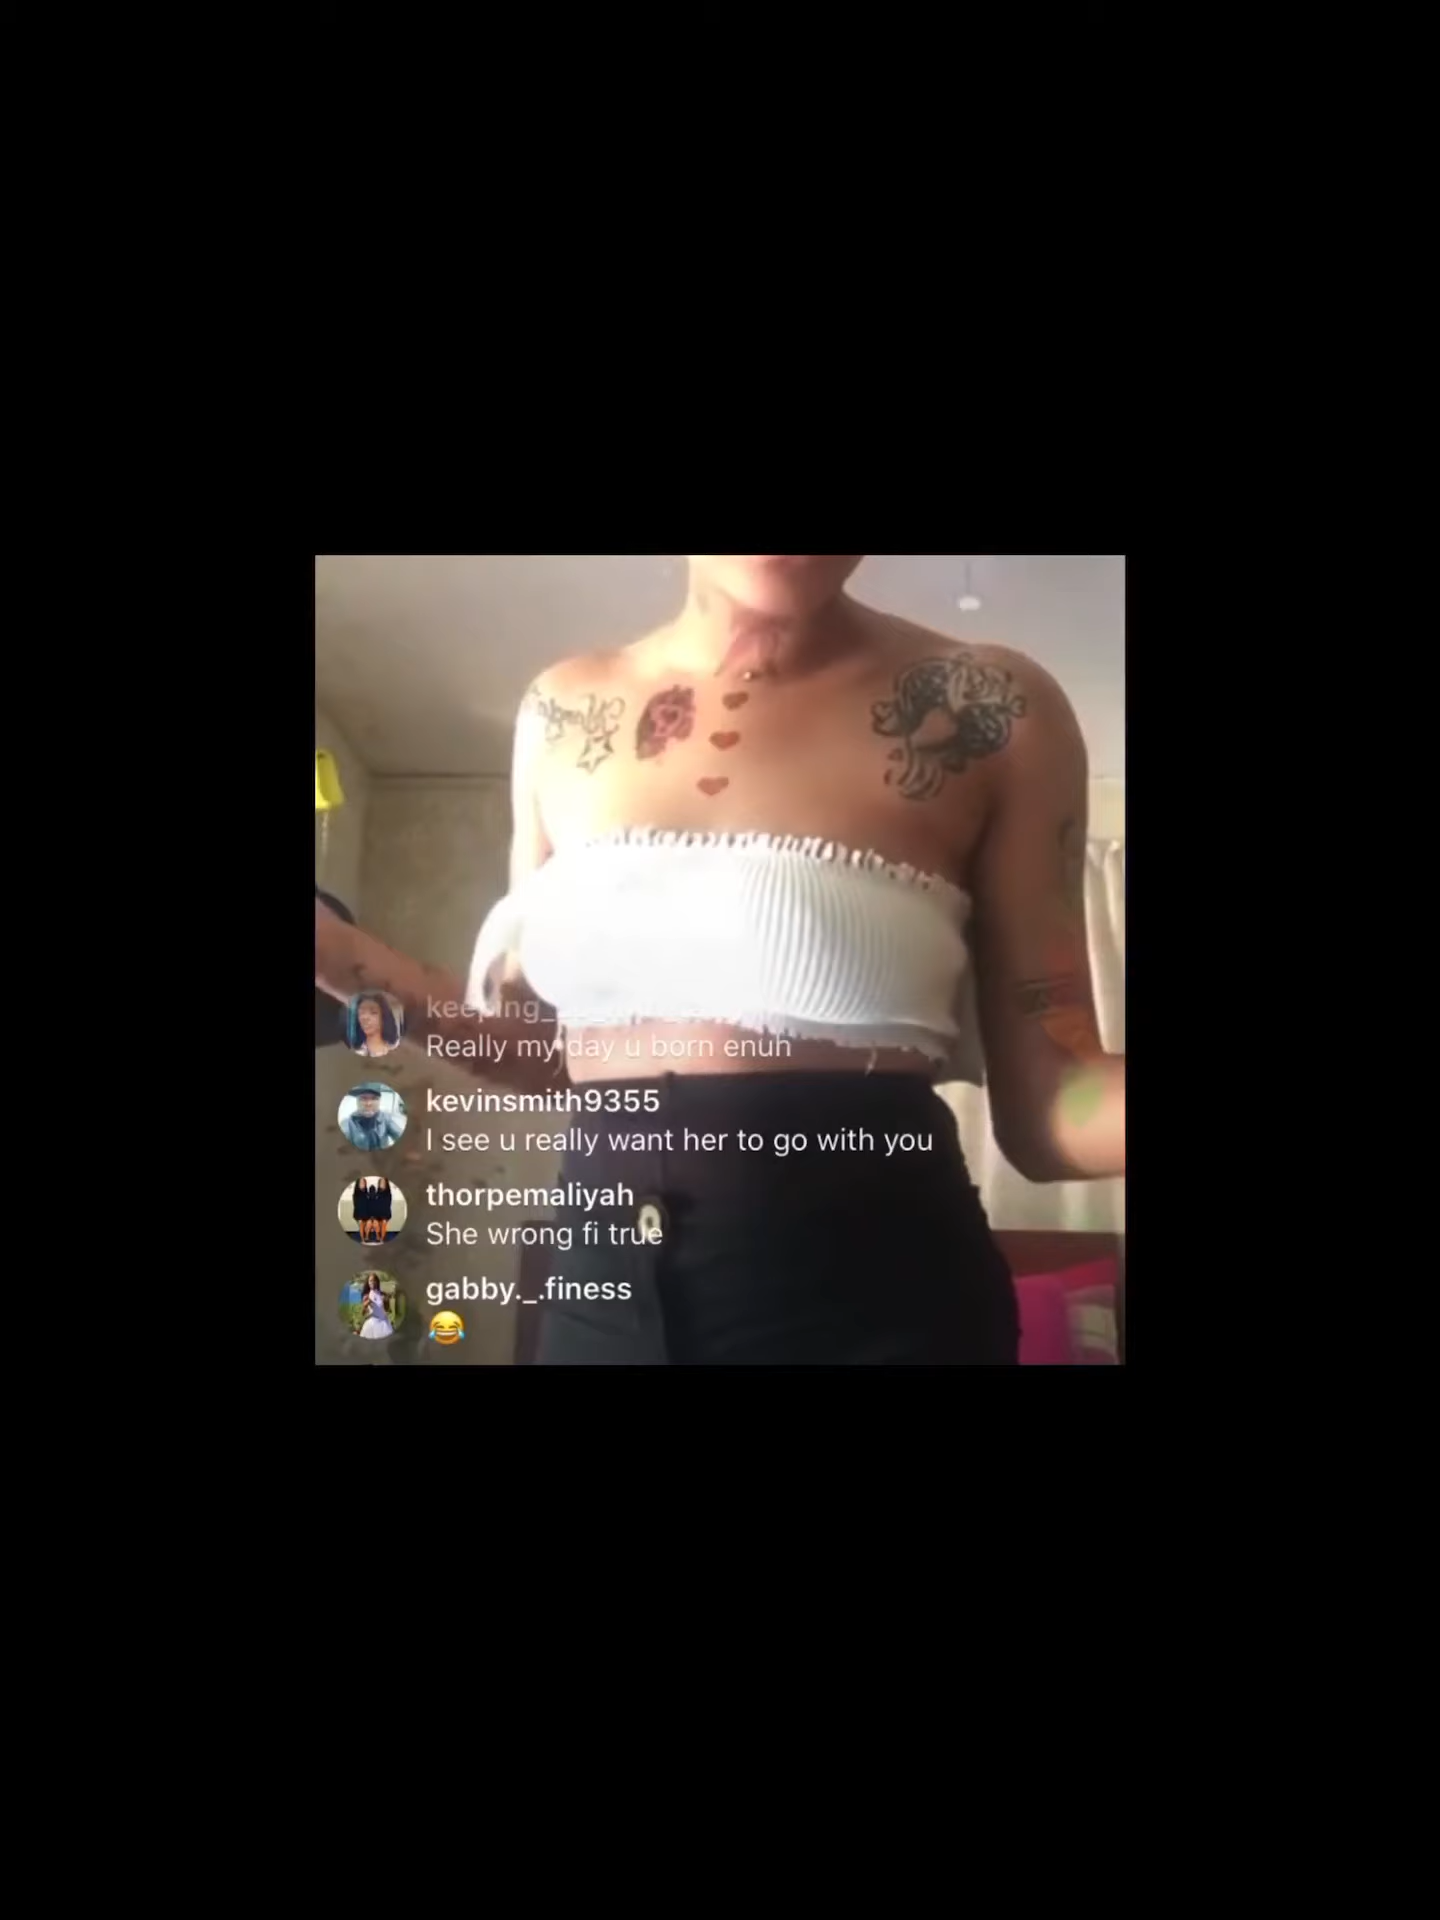 Really my day u born enuh
kevinsmith9355
I see u really want her to go with you
thorpemaliyah
She wrong fi true
gabby._.finess
😂